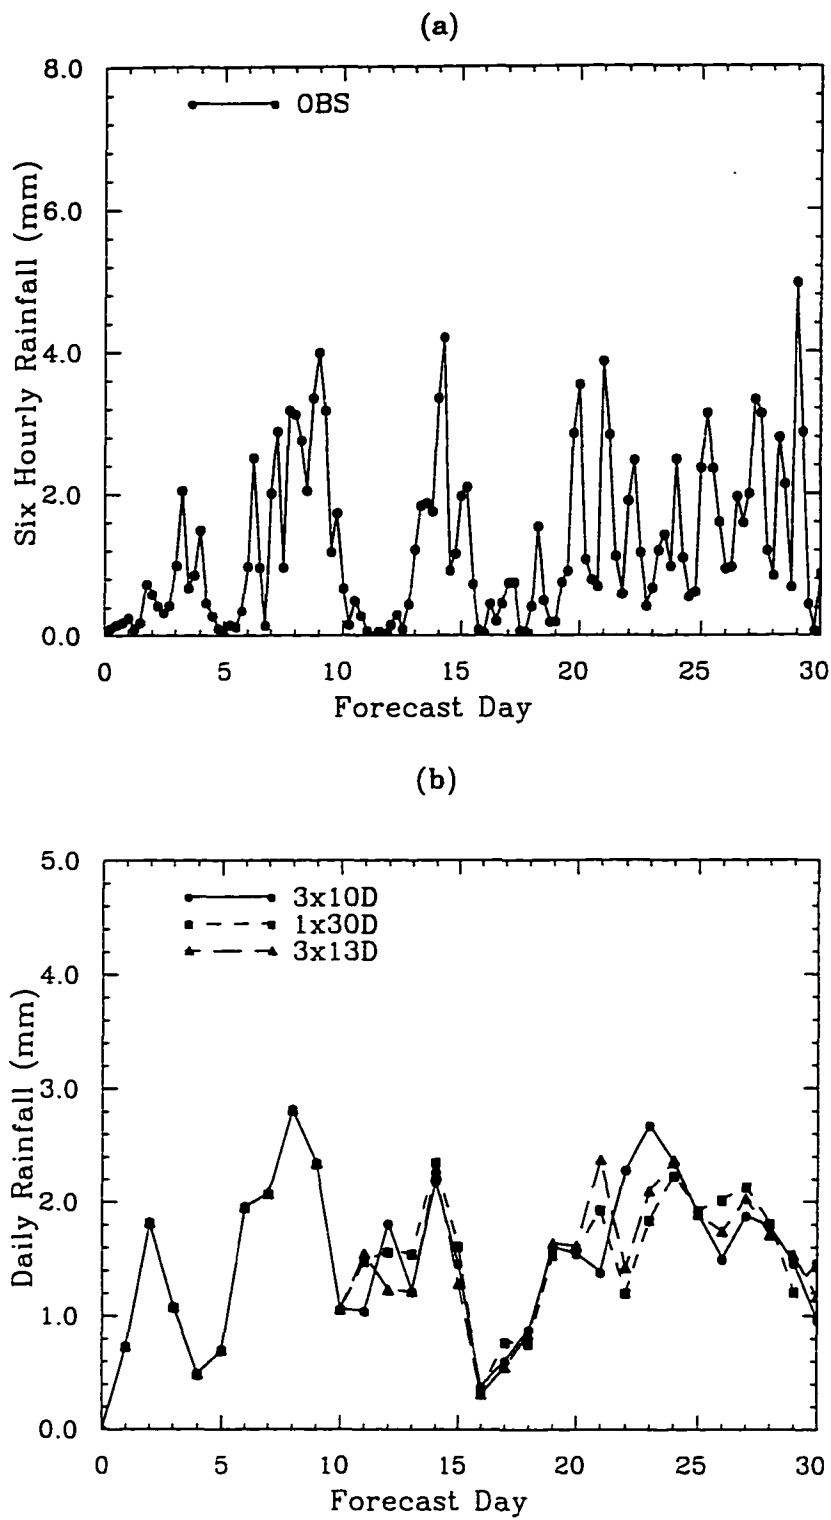 (a)
8.0
6.0
4.0
2.0
0.0
Six Hourly Rainfall (mm)
OBS
0 5 10 15 20 25 30
Forecast Day
(b)
5.0
4.0
3.0
2.0
1.0
0.0
Daily Rainfall (mm)
3x10D
1x30D
3x13D
0 5 10 15 20 25 30
Forecast Day